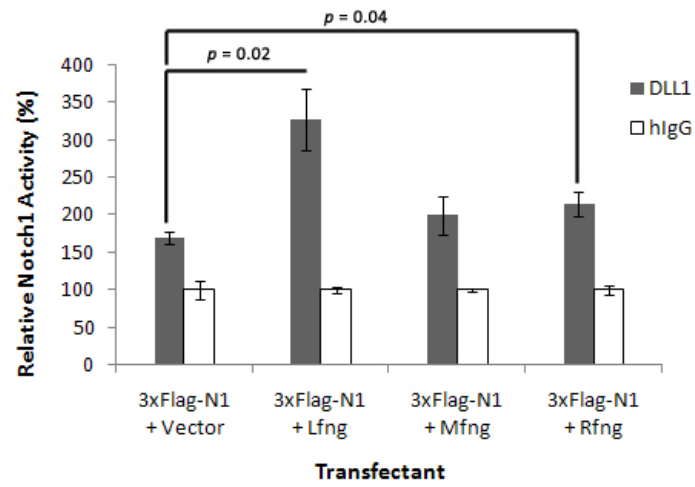 p = 0.04
p = 0.02
Relative Notch1 Activity (%)
400
350
300
250
200
150
100
50
0
DLL1
hIgG
3xFlag-N1
+ Vector
3xFlag-N1
+ Lfng
3xFlag-N1
+ Mfng
3xFlag-N1
+ Rfng
Transfectant